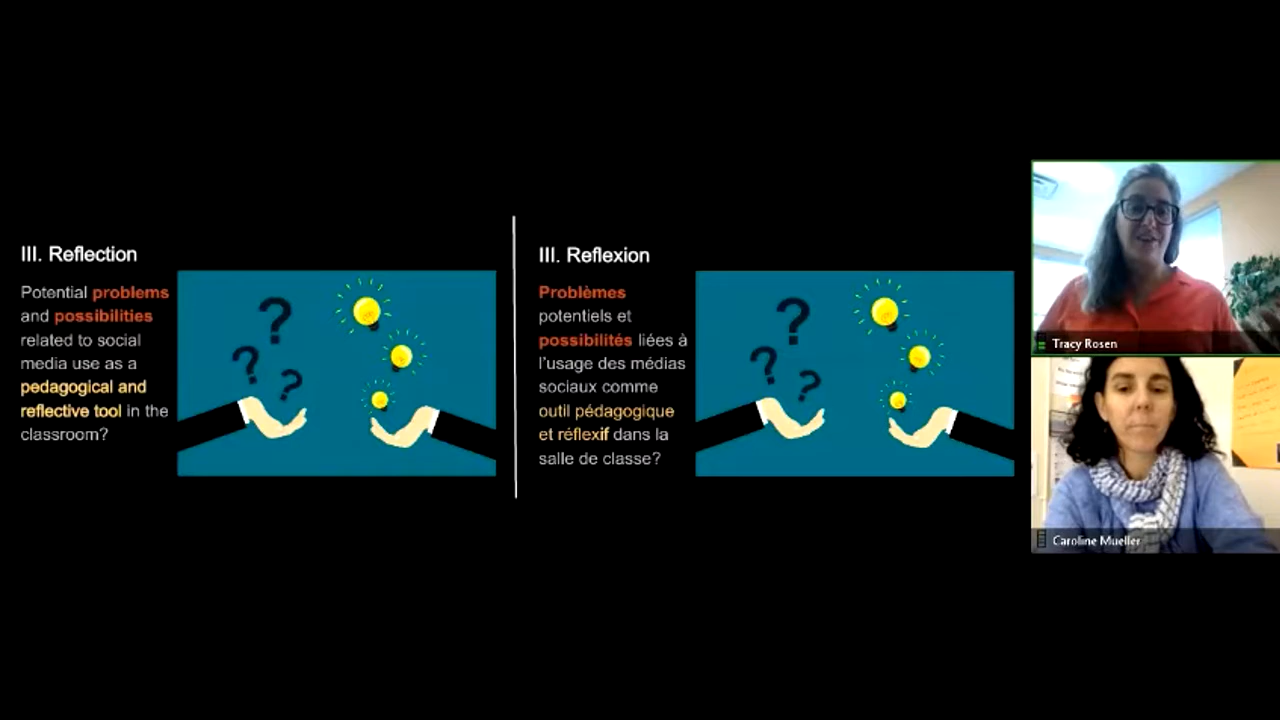 III. Reflection
Potential problems
and possibilities
related to social
media use as a
pedagogical and
reflective tool in the
classroom?
III. Reflexion
Problèmes
potentiels et
possibilités liées à
l'usage des médias
sociaux comme
outil pédagogique
et réflexif dans la
salle de classe?
Tracy Rosen
Caroline Mueller